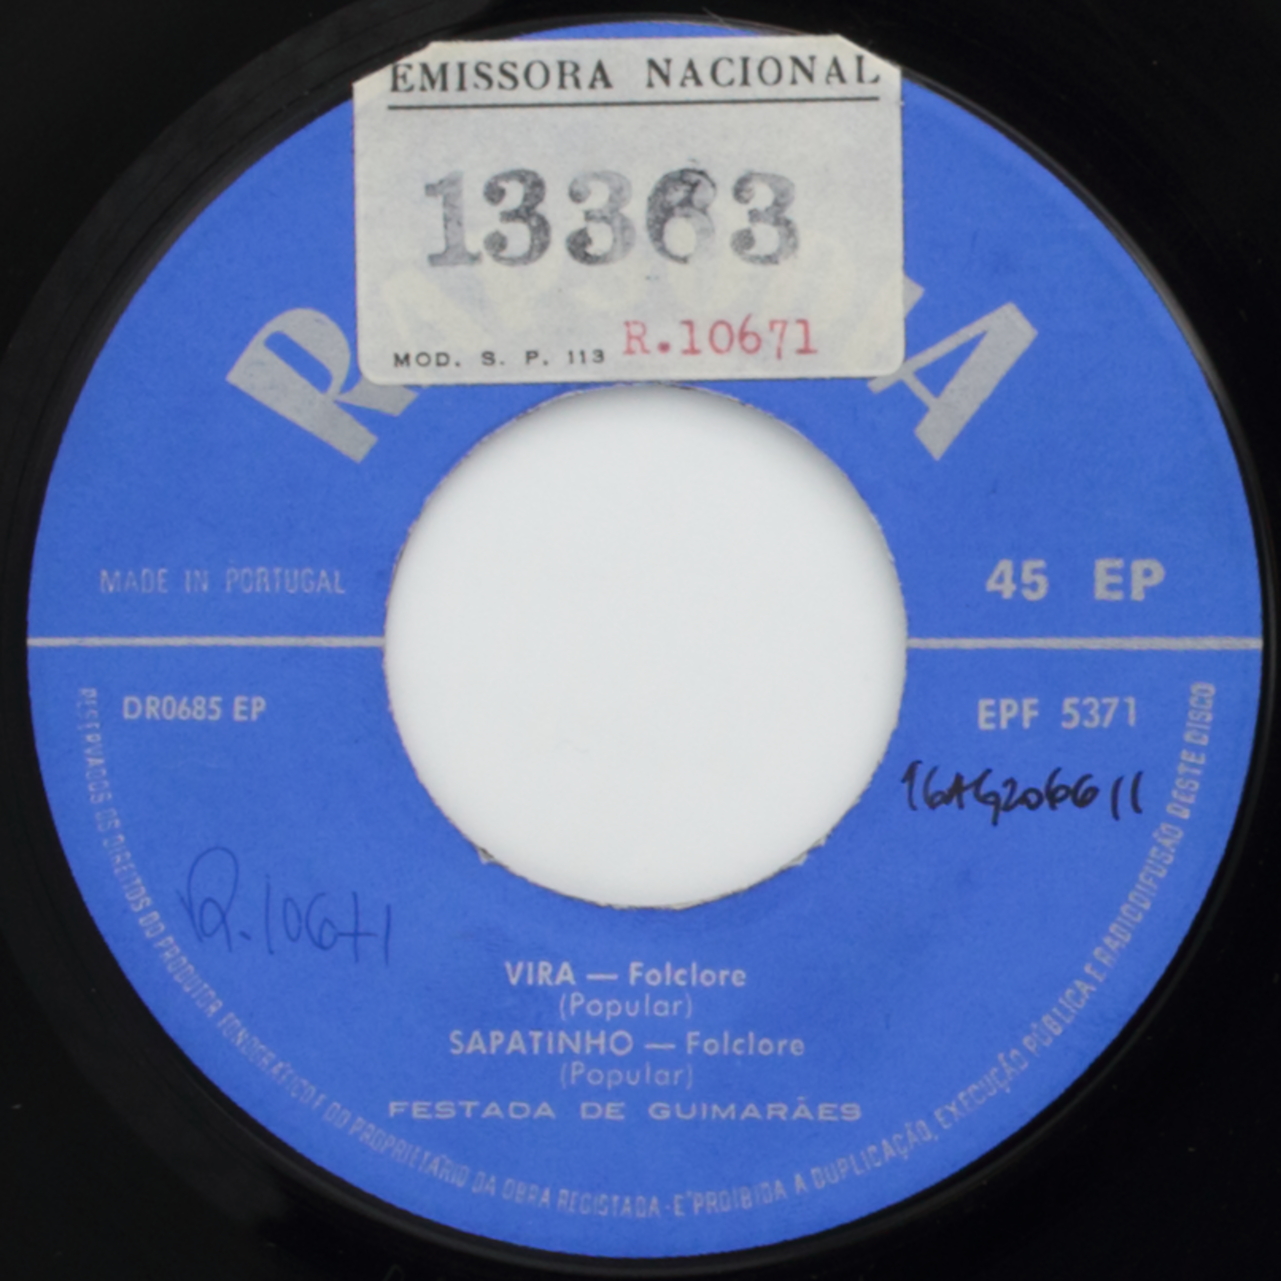 EMISSORA NACIONAL
13363
MOD. S. P. 113 R.10671
MADE IN PORTUGAL
45 EP
DR0685 EP
EPF 5371
R.10671
VIRA — Folclore
(Popular)
SAPATINHO — Folclore
(Popular)
FESTADA DE GUIMARÃES
RESERVADOS OS DIREITOS DO PRODUTOR FONOGRÁFICO E DO PROPRIETÁRIO DA OBRA REGISTADA · É PROIBIDA A DUPLICAÇÃO, EXECUÇÃO PÚBLICA E RADIODIFUSÃO DESTE DISCO